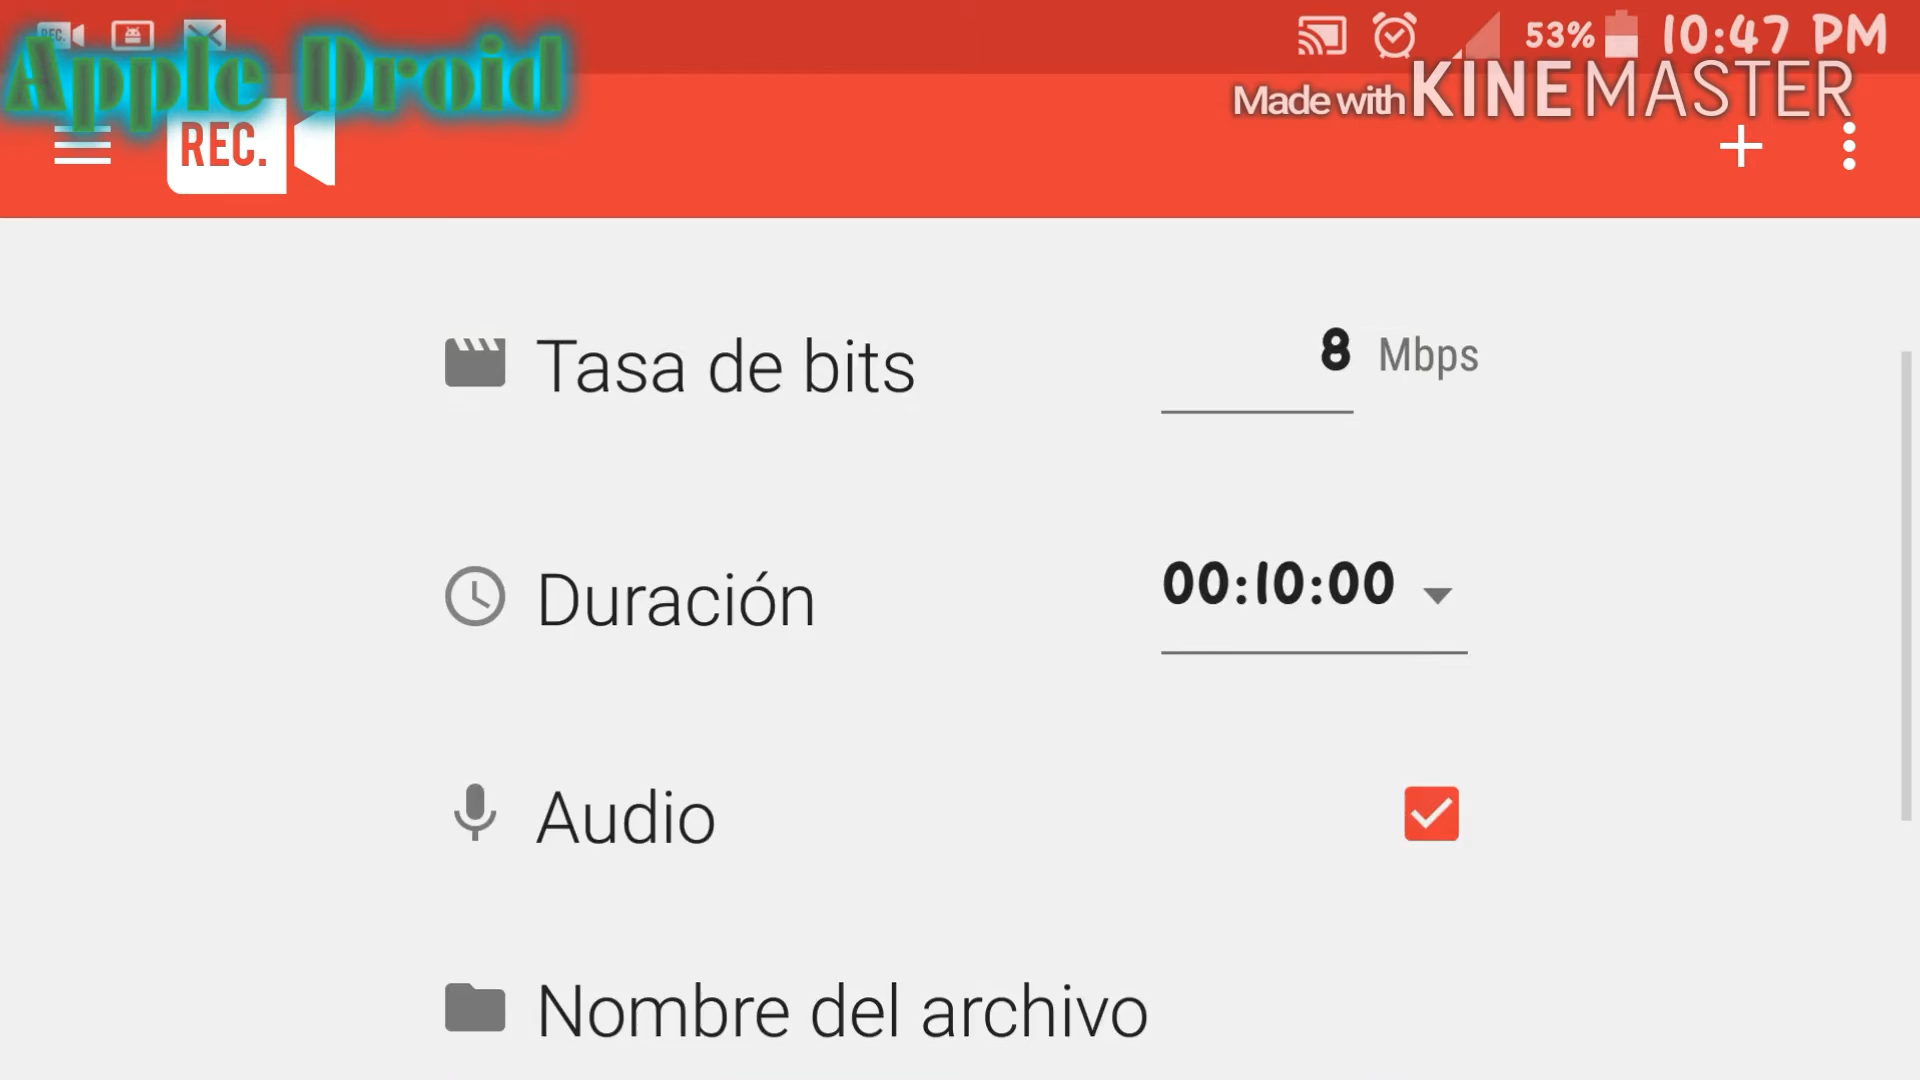 REC.
53% 10:47 PM
Apple Droid
Made with KINEMASTER
REC.
Tasa de bits
8 Mbps
Duración
00:10:00
Audio
Nombre del archivo